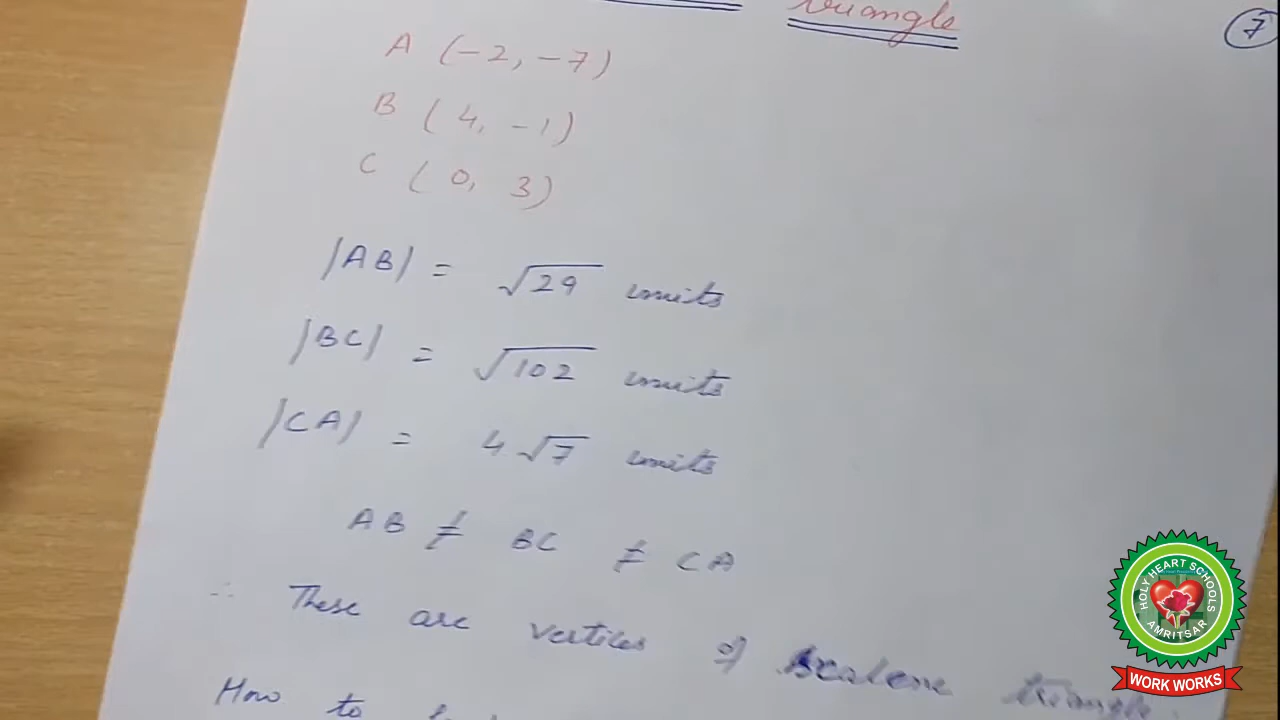 triangle
7
A (-2, -7)
B (4, -1)
C (0, 3)
|AB| = √29 units
|BC| = √102 units
|CA| = 4√7 units
AB ≠ BC ≠ CA
∴ These are vertices of Scalene triangle.
How to
HOLY HEART SCHOOLS
AMRITSAR
WORK WORKS